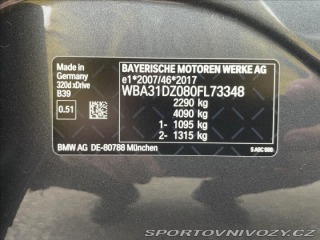 Made in
Germany
320d xDrive
B39
0.51
BAYERISCHE MOTOREN WERKE AG
e1*2007/46*2017
WBA31DZ080FL73348
2290 kg
4090 kg
1- 1095 kg
2- 1315 kg
BMW AG DE-80788 München
SPORTOVNIVOZY.CZ